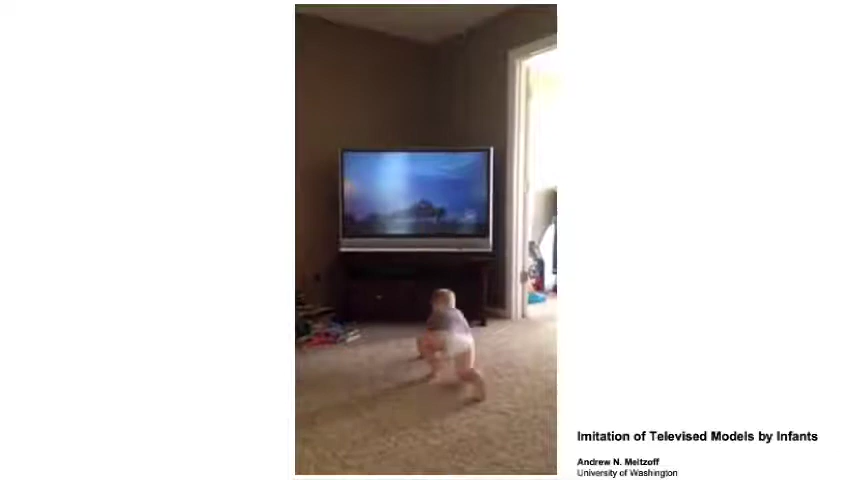 Imitation of Televised Models by Infants
Andrew N. Meltzoff
University of Washington